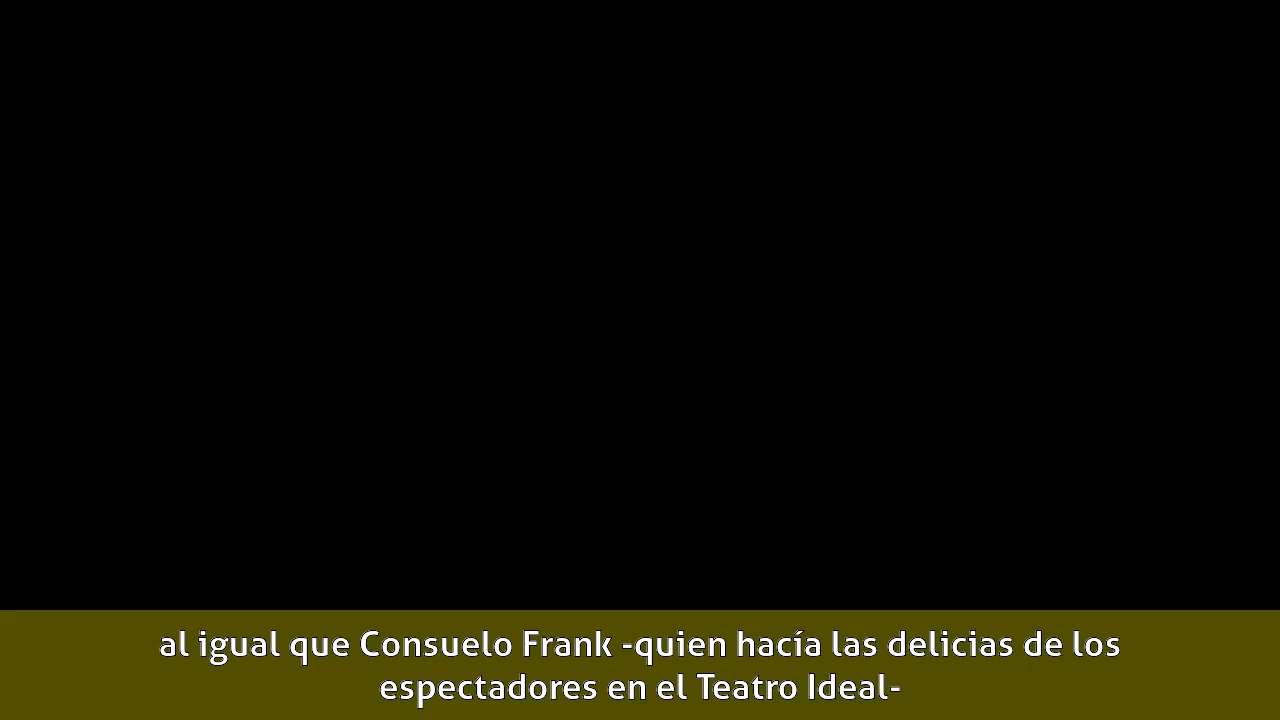 al igual que Consuelo Frank -quien hacía las delicias de los
espectadores en el Teatro Ideal-